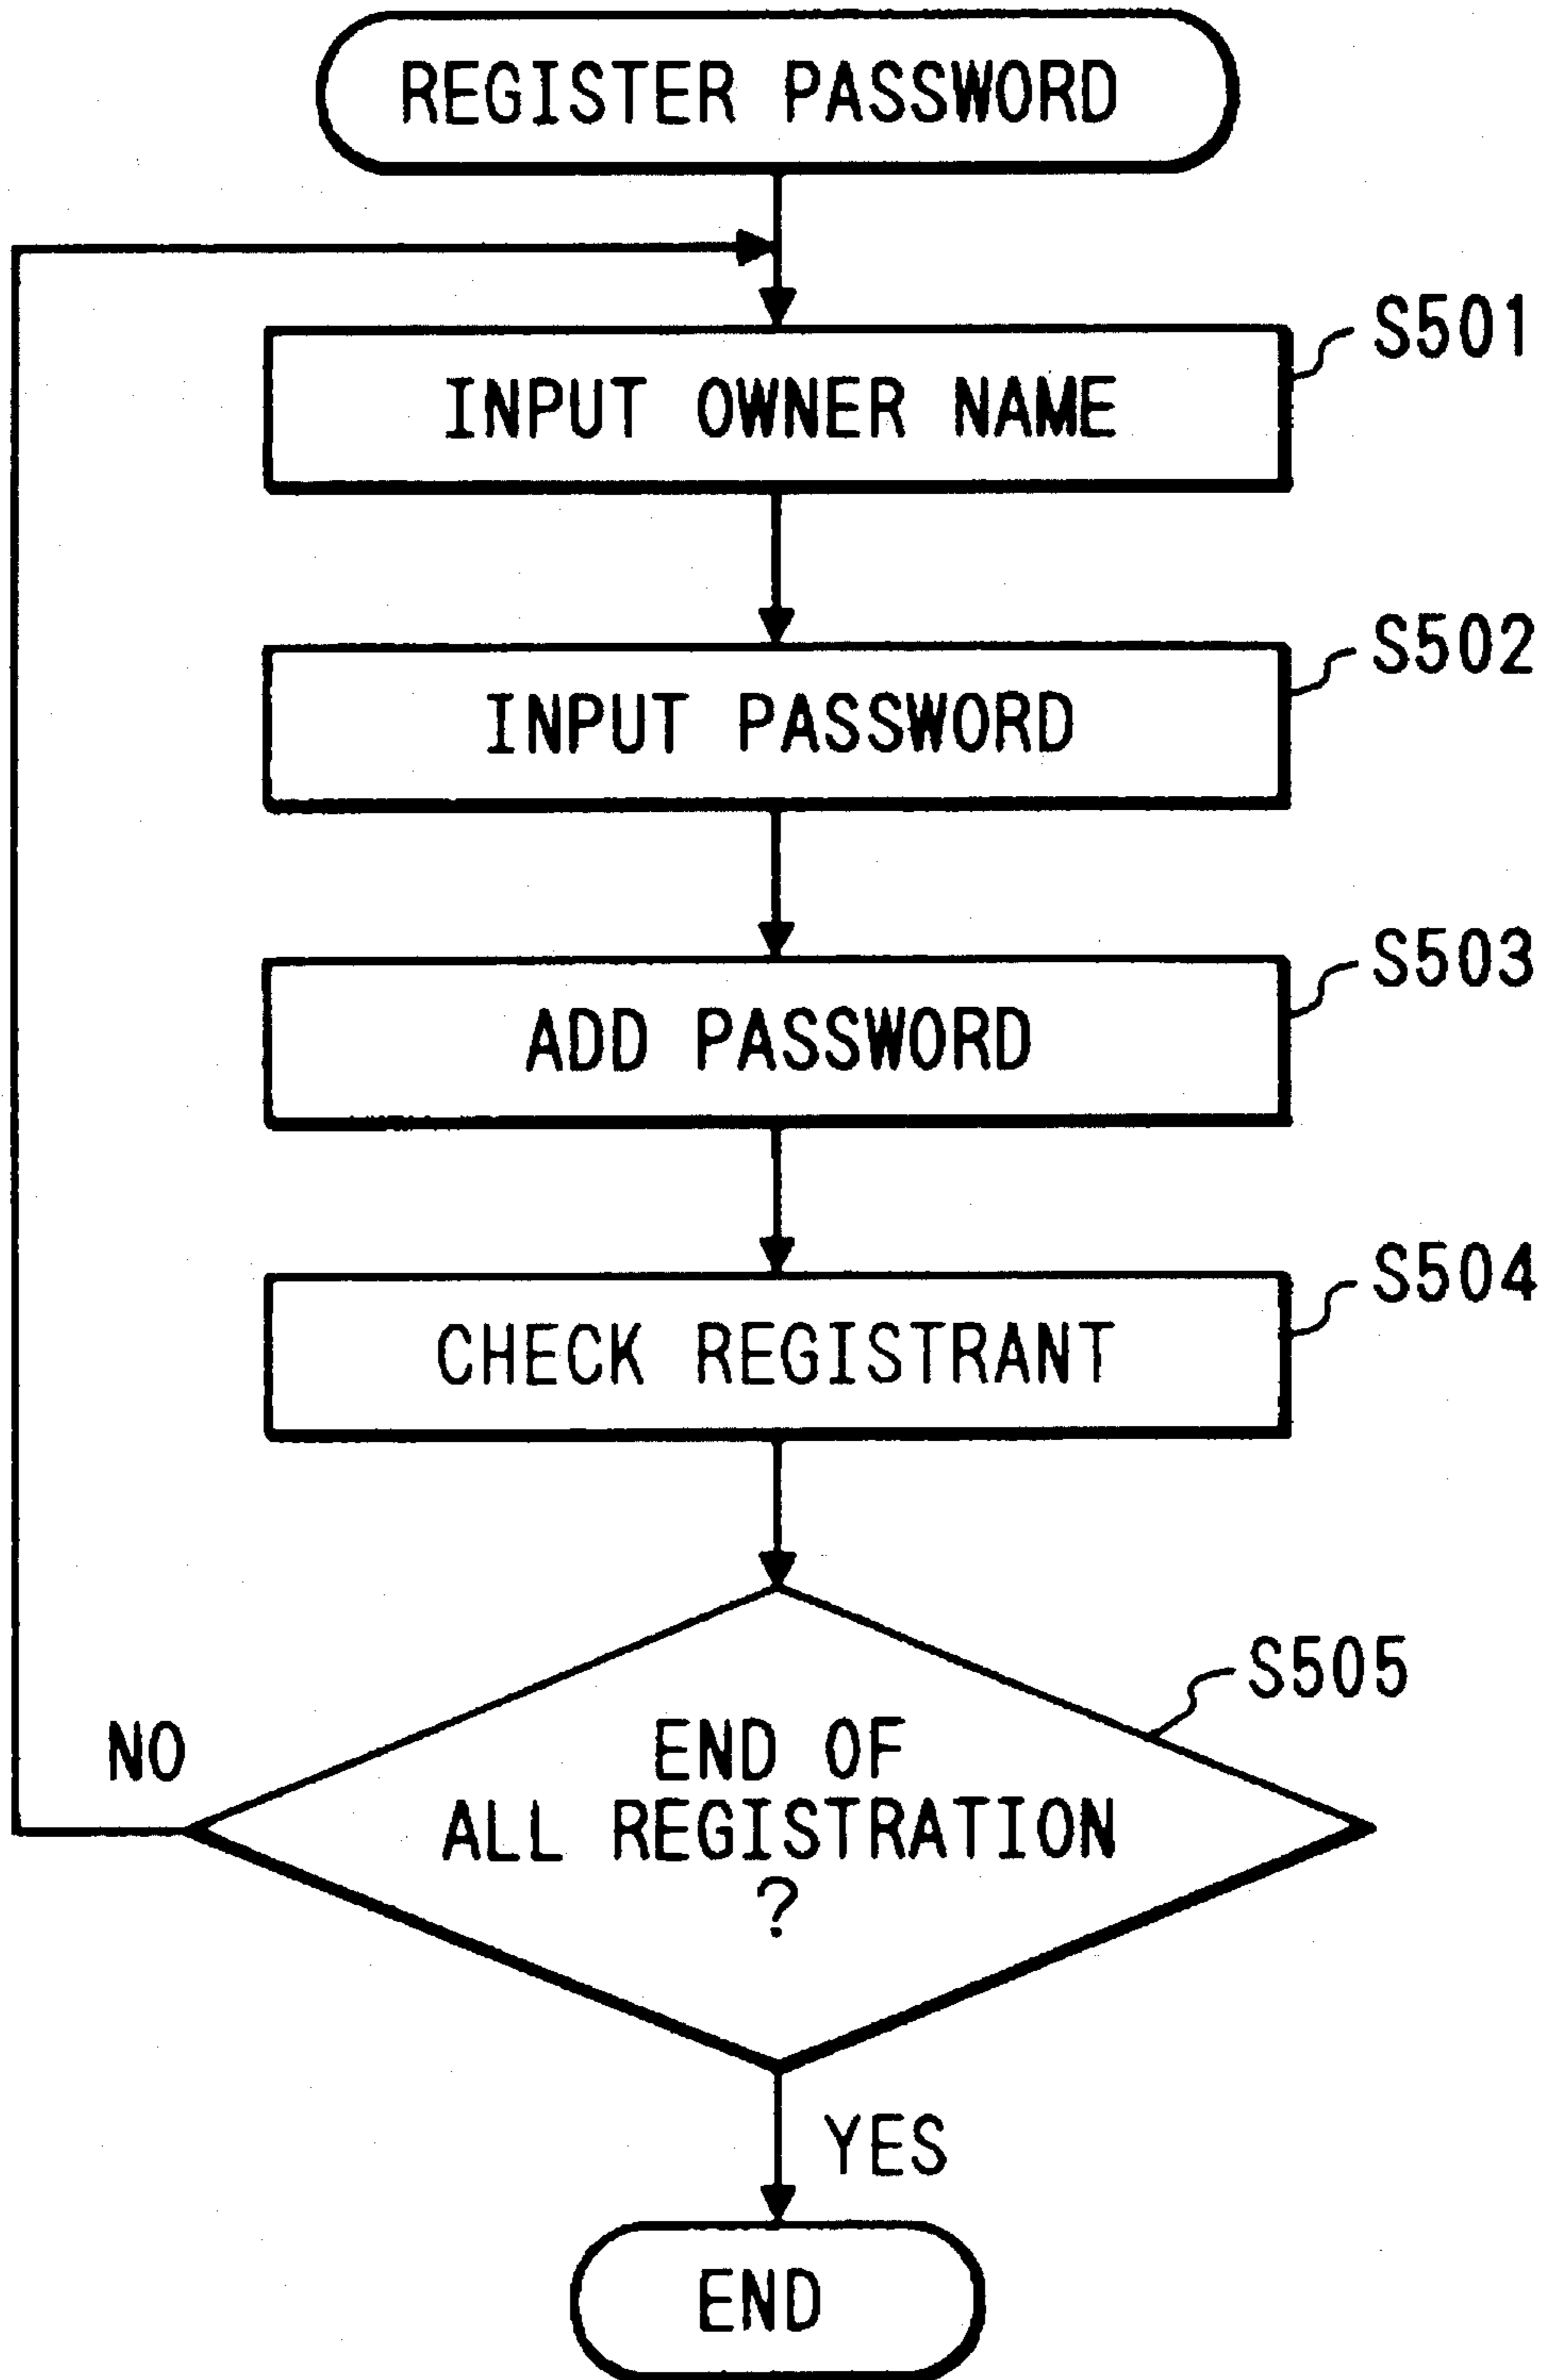 REGISTER PASSWORD
S501
INPUT OWNER NAME
S502
INPUT PASSWORD
S503
ADD PASSWORD
S504
CHECK REGISTRANT
S505
NO
END OF
ALL REGISTRATION
?
YES
END